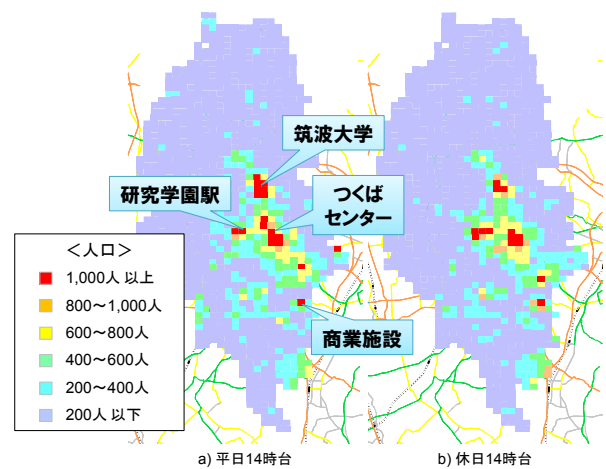 筑波大学
研究学園駅
つくば
センター
<人口>
1,000人 以上
800～1,000人
600～800人
400～600人
200～400人
200人 以下
商業施設
a) 平日14時台
b) 休日14時台